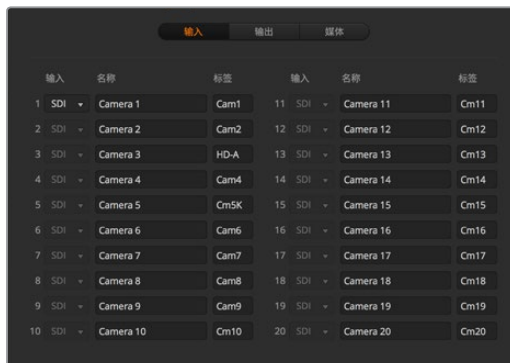 输入 输出 媒体
输入 名称 标签 输入 名称 标签
1 SDI Camera 1 Cam1 11 SDI Camera 11 Cm11
2 SDI Camera 2 Cam2 12 SDI Camera 12 Cm12
3 SDI Camera 3 HD-A 13 SDI Camera 13 Cm13
4 SDI Camera 4 Cam4 14 SDI Camera 14 Cm14
5 SDI Camera 5 Cm5K 15 SDI Camera 15 Cm15
6 SDI Camera 6 Cam6 16 SDI Camera 16 Cm16
7 SDI Camera 7 Cam7 17 SDI Camera 17 Cm17
8 SDI Camera 8 Cam8 18 SDI Camera 18 Cm18
9 SDI Camera 9 Cam9 19 SDI Camera 19 Cm19
10 SDI Camera 10 Cm10 20 SDI Camera 20 Cm20